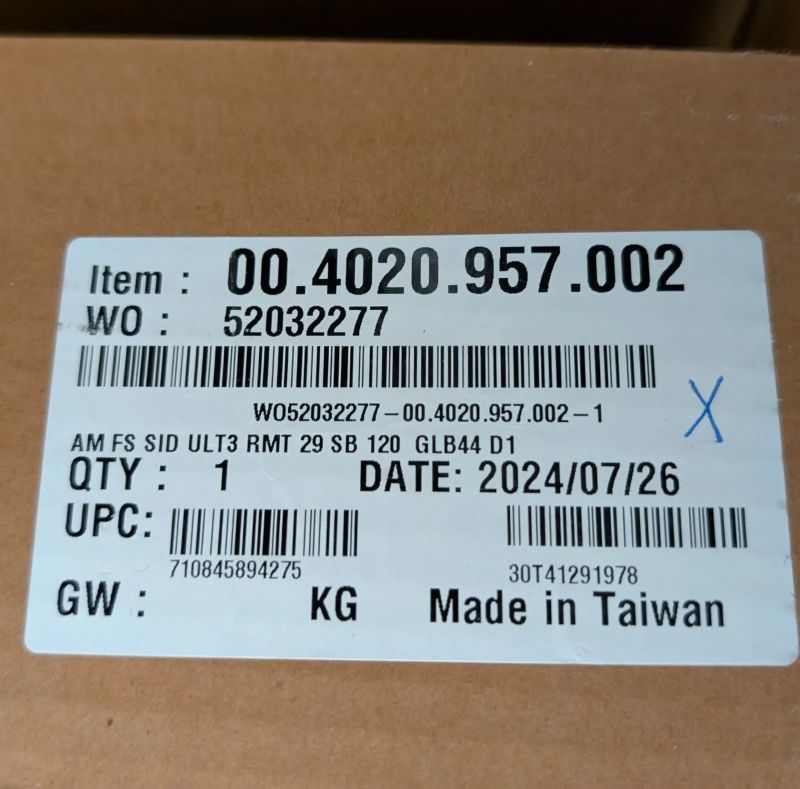 Item : 00.4020.957.002
WO : 52032277
WO52032277-00.4020.957.002-1
X
AM FS SID ULT3 RMT 29 SB 120 GLB44 D1
QTY : 1 DATE: 2024/07/26
UPC:
710845894275 30T41291978
GW : KG Made in Taiwan